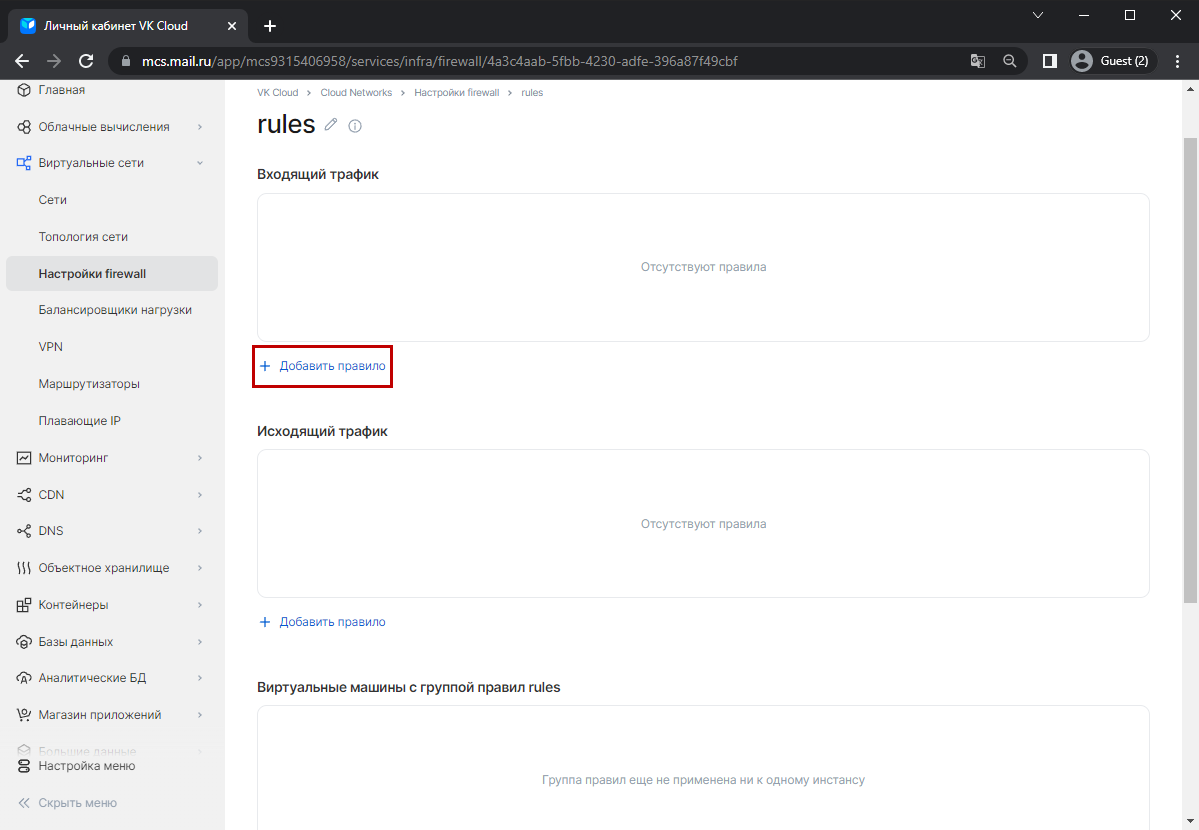 Личный кабинет VK Cloud
mcs.mail.ru/app/mcs9315406958/services/infra/firewall/4a3c4aab-5fbb-4230-adfe-396a87f49cbf
Guest (2)
Главная
Облачные вычисления
Виртуальные сети
Сети
Топология сети
Настройки firewall
Балансировщики нагрузки
VPN
Маршрутизаторы
Плавающие IP
Мониторинг
CDN
DNS
Объектное хранилище
Контейнеры
Базы данных
Аналитические БД
Магазин приложений
Большие данные
Настройка меню
Скрыть меню
VK Cloud > Cloud Networks > Настройки firewall > rules
rules
Входящий трафик
Отсутствуют правила
+ Добавить правило
Исходящий трафик
Отсутствуют правила
+ Добавить правило
Виртуальные машины с группой правил rules
Группа правил еще не применена ни к одному инстансу